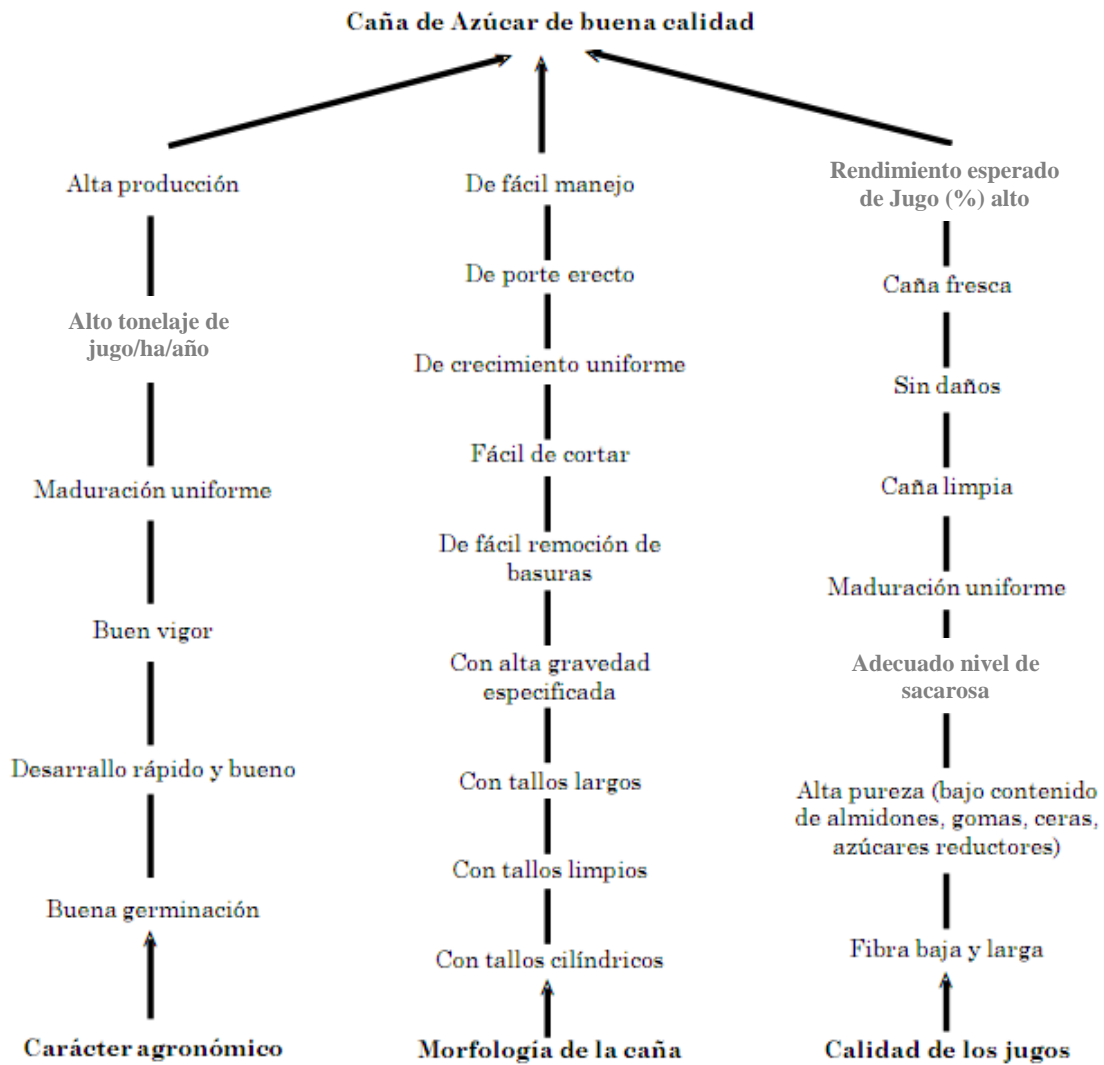 Caña de Azúcar de buena calidad
Alta producción
Alto tonelaje de
jugo/ha/año
Maduración uniforme
Buen vigor
Desarrallo rápido y bueno
Buena germinación
Carácter agronómico
De fácil manejo
De porte erecto
De crecimiento uniforme
Fácil de cortar
De fácil remoción de
basuras
Con alta gravedad
especificada
Con tallos largos
Con tallos limpios
Con tallos cilíndricos
Morfología de la caña
Rendimiento esperado
de Jugo (%) alto
Caña fresca
Sin daños
Caña limpia
Maduración uniforme
Adecuado nivel de
sacarosa
Alta pureza (bajo contenido
de almidones, gomas, ceras,
azúcares reductores)
Fibra baja y larga
Calidad de los jugos